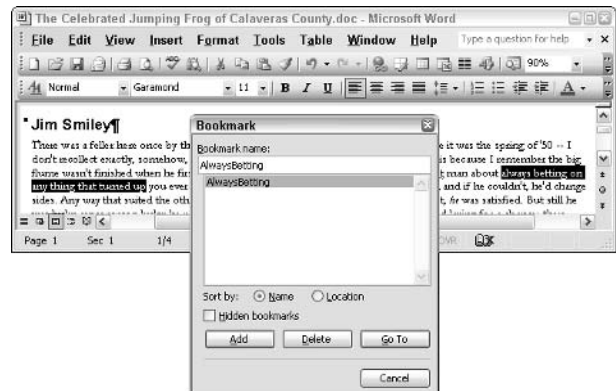 The Celebrated Jumping Frog of Calaveras County.doc - Microsoft Word
File Edit View Insert Format Tools Table Window Help Type a question for help
90%
Normal Garamond 11 B I U A
Jim Smiley¶
Bookmark
There was a feller here once by th
e it was the spring of '50 -- I
Bookmark name:
don't recollect exactly, somehow,
is because I remember the big
AlwaysBetting
flume wasn't finished when he fir
man about always betting on
AlwaysBetting
any thing that turned up you ever
and if he couldn't, he'd change
sides. Any way that suited the oth
he was satisfied. But still he
Page 1 Sec 1 1/4
OVR
Sort by: Name Location
Hidden bookmarks
Add Delete Go To
Cancel